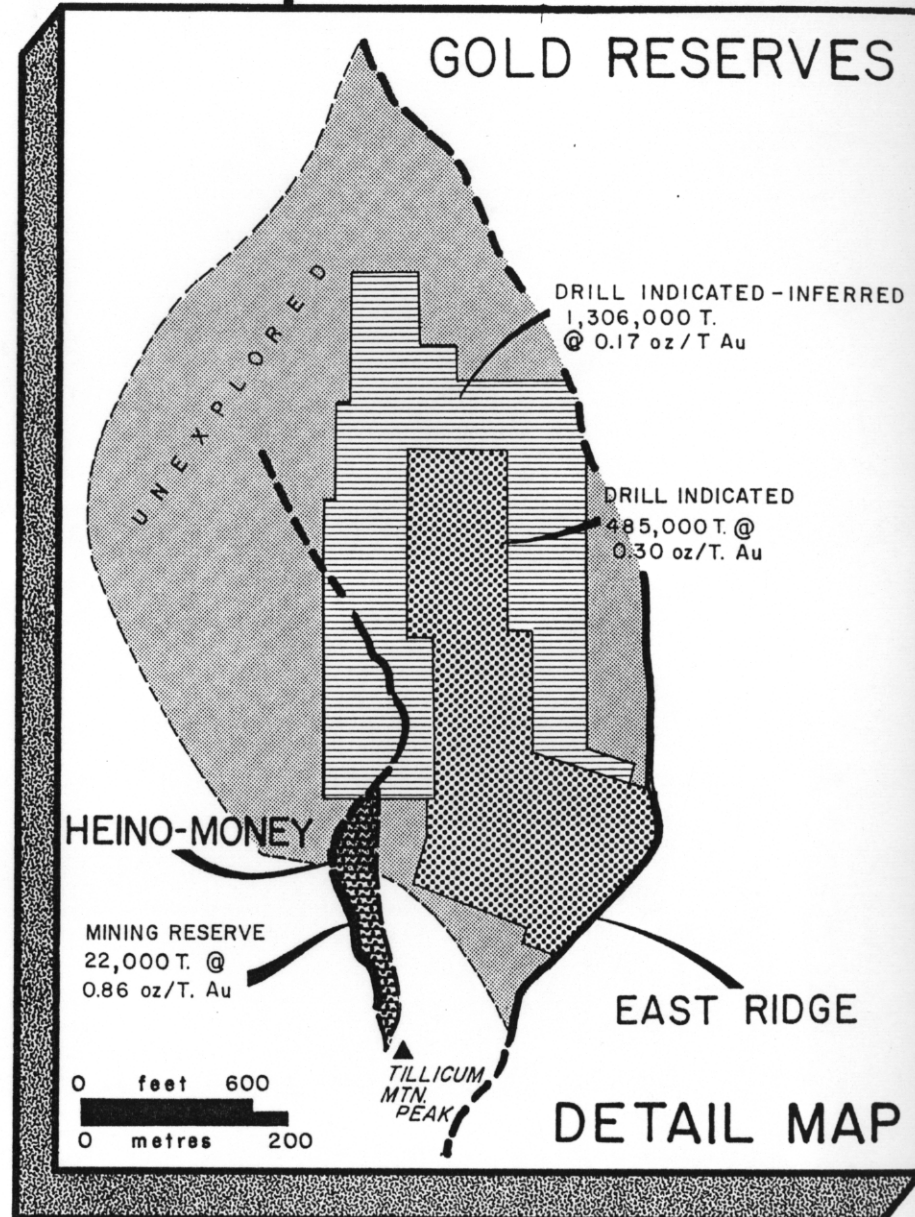 GOLD RESERVES
DRILL INDICATED-INFERRED
1,306,000 T.
@ 0.17 oz/T Au
UNEXPLORED
DRILL INDICATED
485,000 T. @
0.30 oz/T. Au
HEINO-MONEY
MINING RESERVE
22,000 T. @
0.86 oz/T. Au
EAST RIDGE
TILLICUM
MTN.
PEAK
0 feet 600
0 metres 200
DETAIL MAP